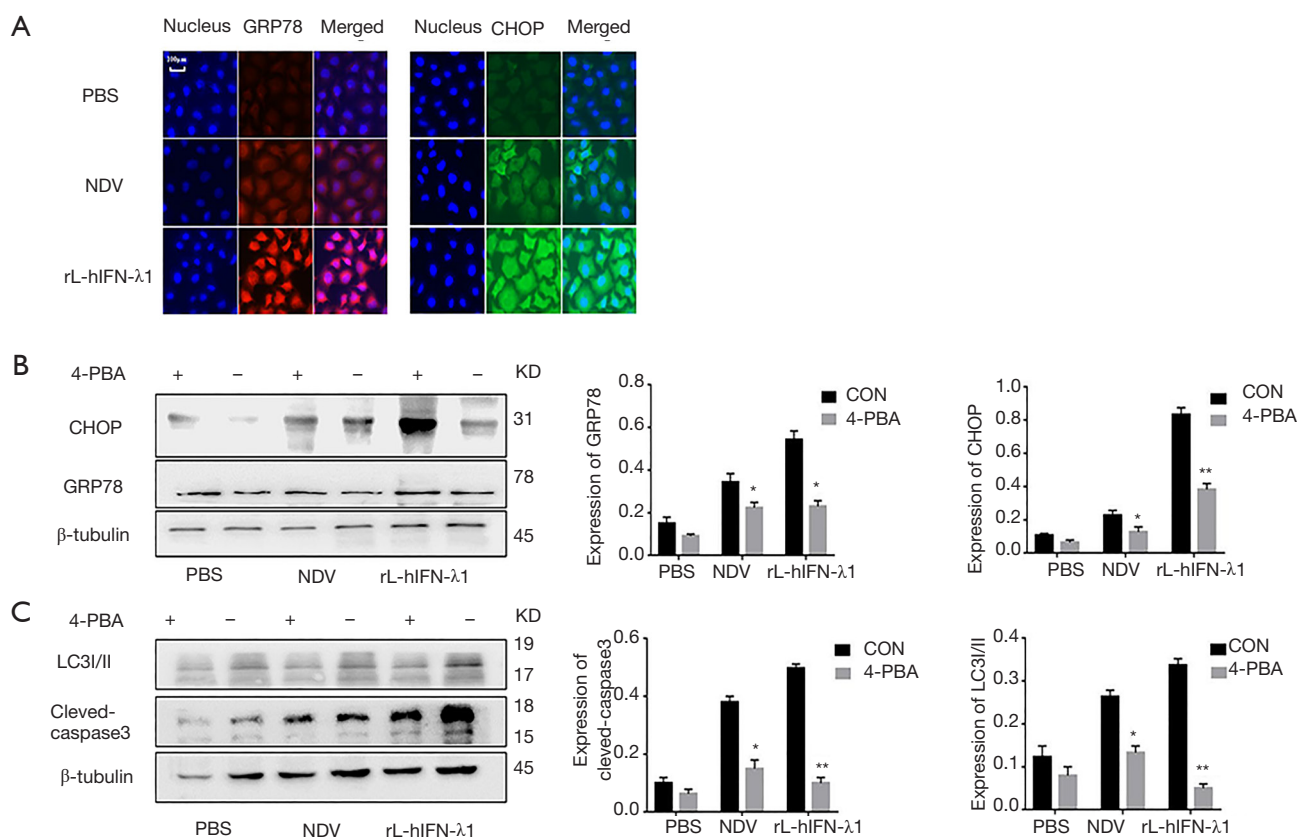 A
Nucleus GRP78 Merged
Nucleus CHOP Merged
100μm
PBS
NDV
rL-hIFN-λ1
B
4-PBA + − + − + − KD
CHOP 31
GRP78 78
β-tubulin 45
PBS NDV rL-hIFN-λ1
Expression of GRP78
0.8
0.6
0.4
0.2
0.0
CON
4-PBA
* *
PBS NDV rL-hIFN-λ1
Expression of CHOP
1.0
0.8
0.6
0.4
0.2
0.0
CON
4-PBA
* **
PBS NDV rL-hIFN-λ1
C
4-PBA + − + − + − KD
LC3I/II 19
17
Cleved-
caspase3
18
15
β-tubulin 45
PBS NDV rL-hIFN-λ1
Expression of
cleved-caspase3
0.6
0.4
0.2
0.0
CON
4-PBA
* **
PBS NDV rL-hIFN-λ1
Expression of LC3I/II
0.4
0.3
0.2
0.1
0.0
CON
4-PBA
* **
PBS NDV rL-hIFN-λ1